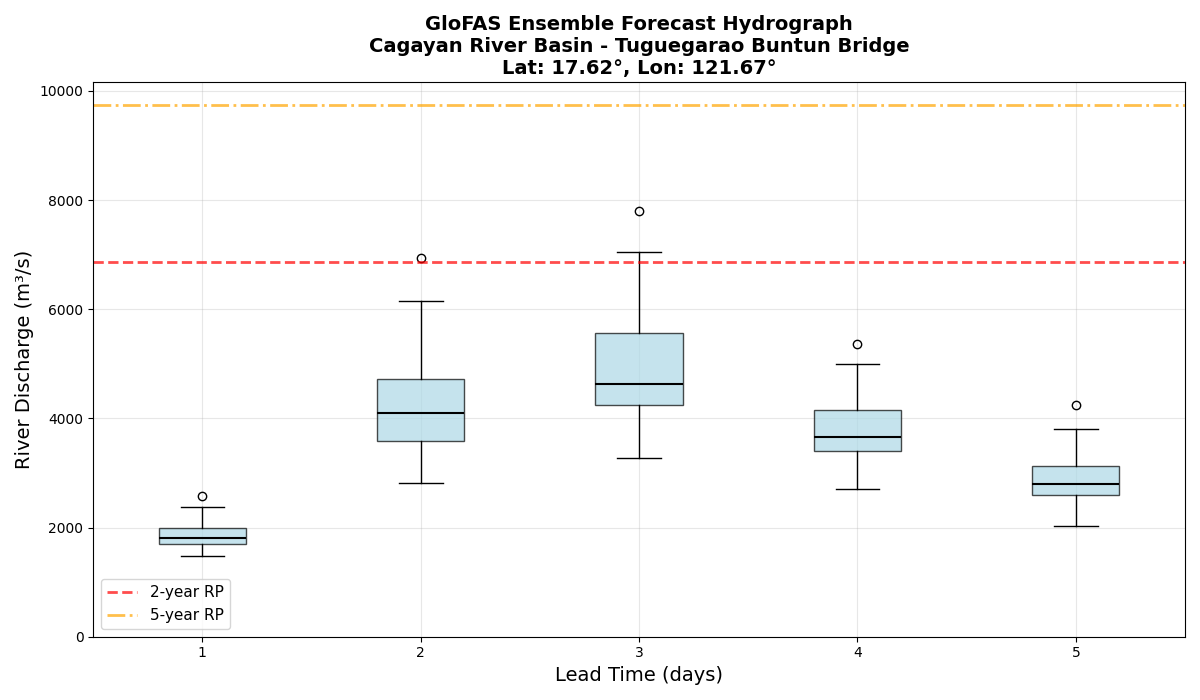 GloFAS Ensemble Forecast Hydrograph
Cagayan River Basin - Tuguegarao Buntun Bridge
Lat: 17.62°, Lon: 121.67°
River Discharge (m³/s)
10000
8000
6000
4000
2000
0
2-year RP
5-year RP
1 2 3 4 5
Lead Time (days)